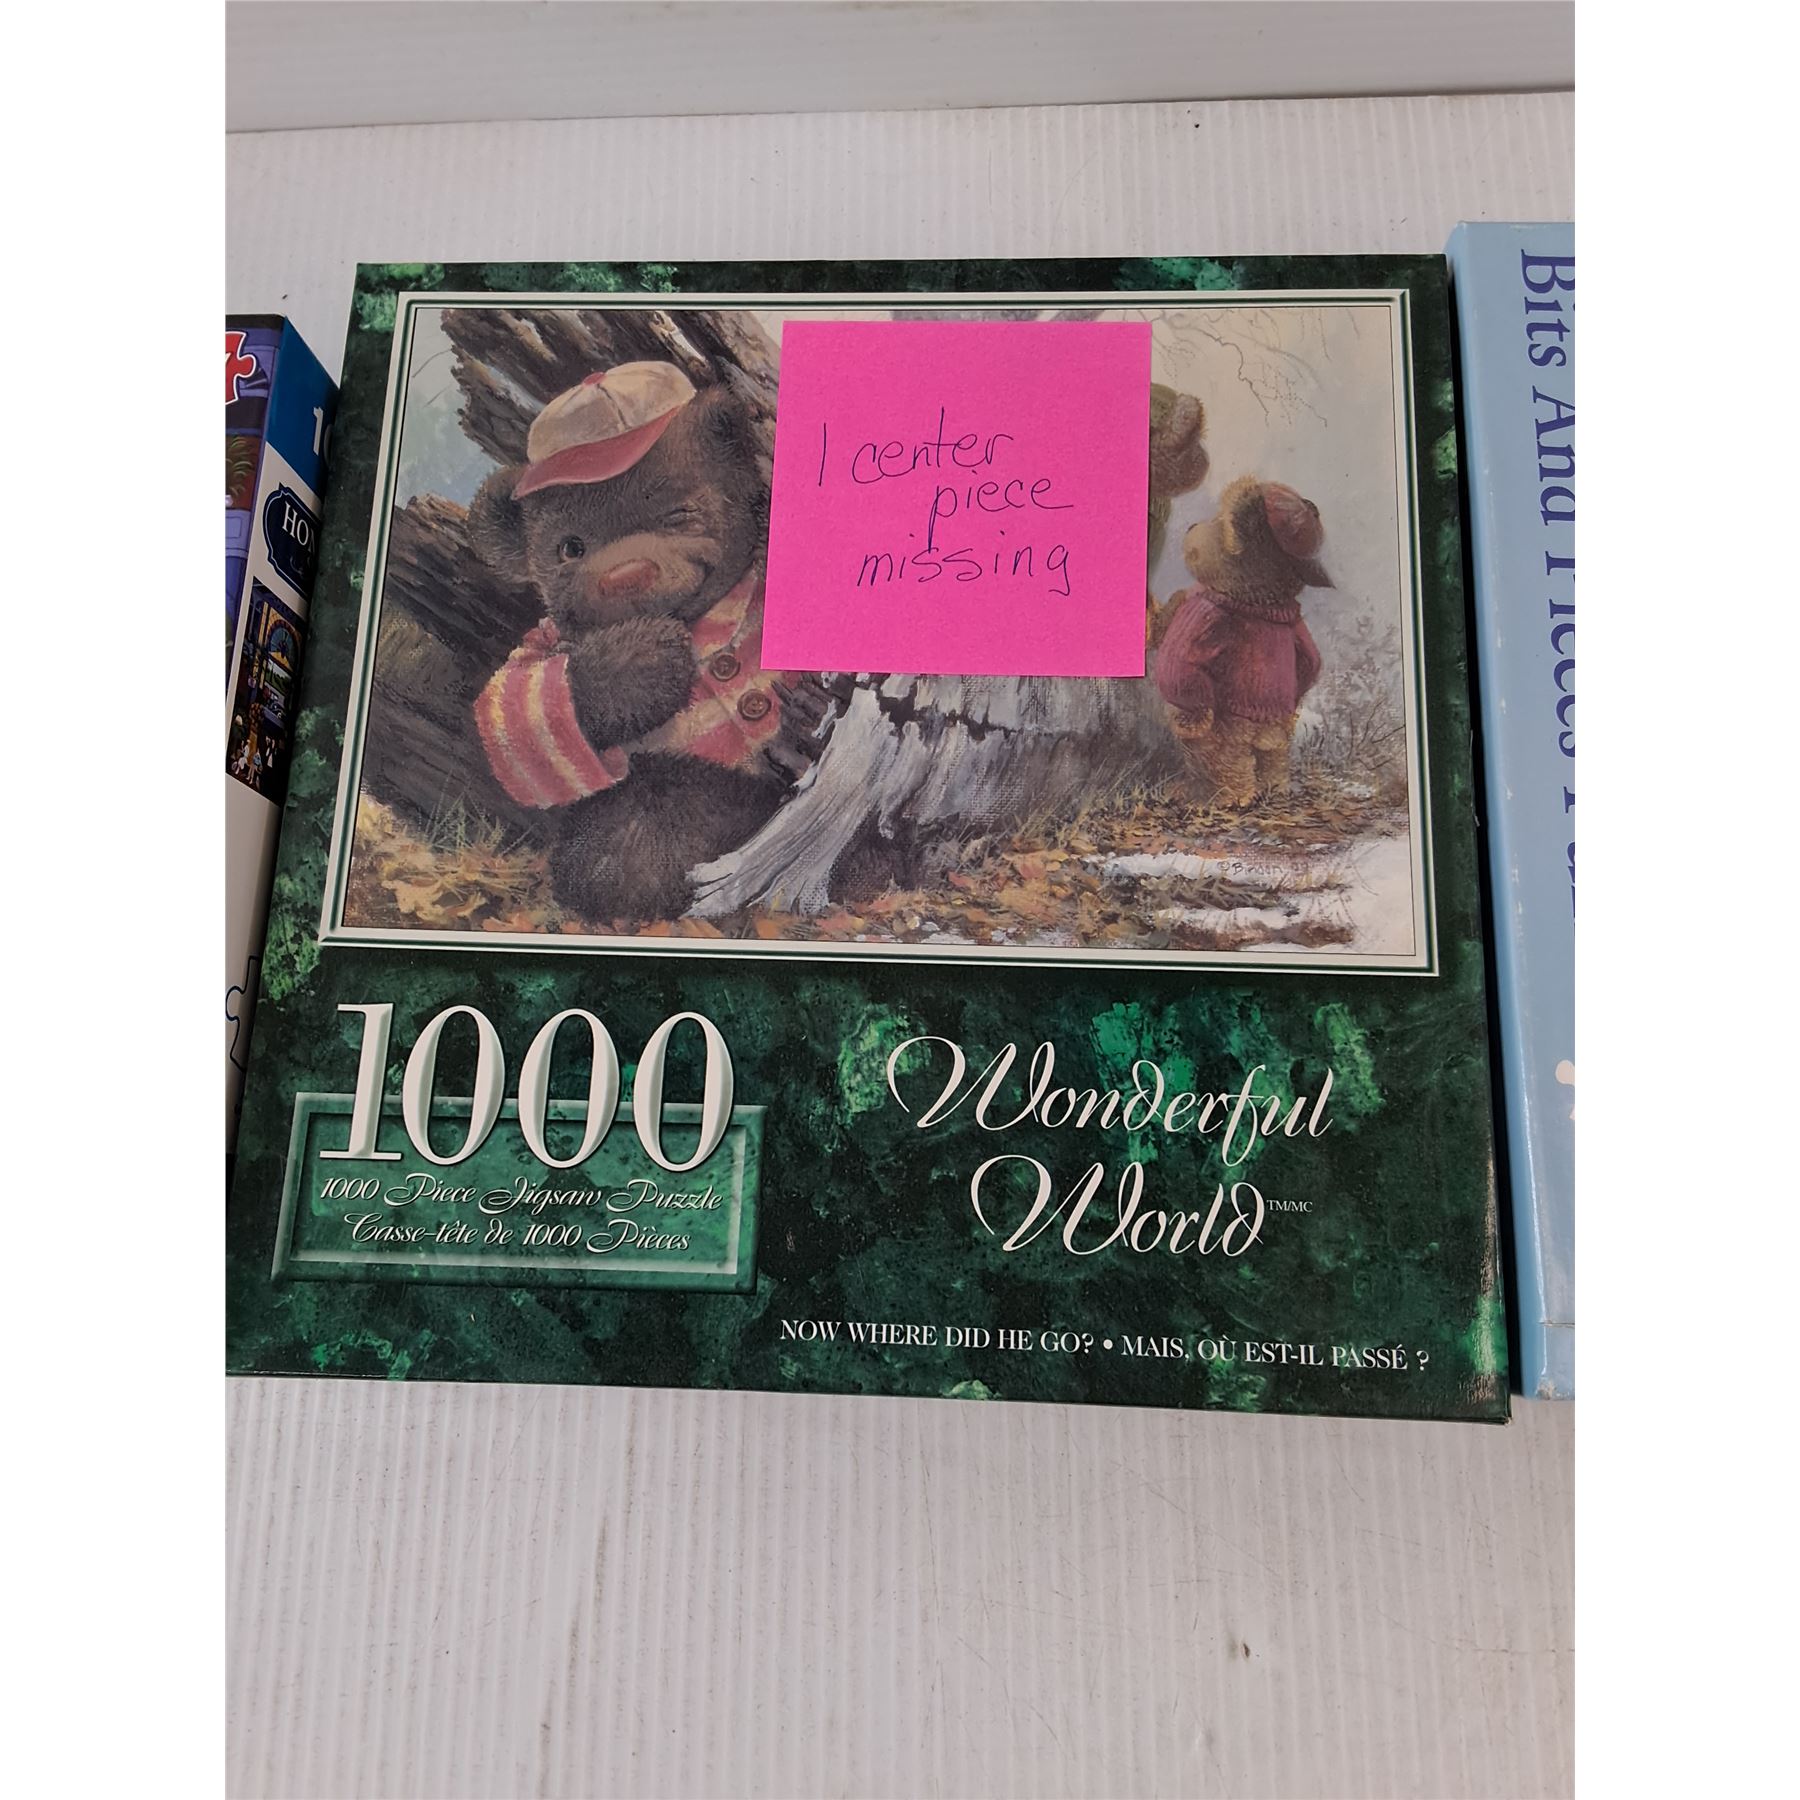 1 center
piece
missing
1000
1000 Piece Jigsaw Puzzle
Casse-tête de 1000 Pièces
Wonderful
World TM/MC
NOW WHERE DID HE GO? • MAIS, OÙ EST-IL PASSÉ ?
Bits And Pieces